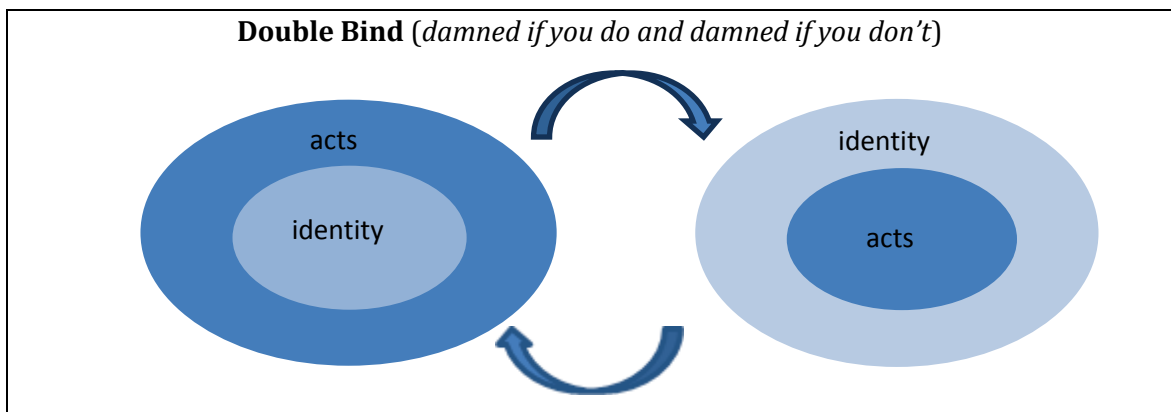 Double Bind (damned if you do and damned if you don’t)
acts
identity
identity
acts